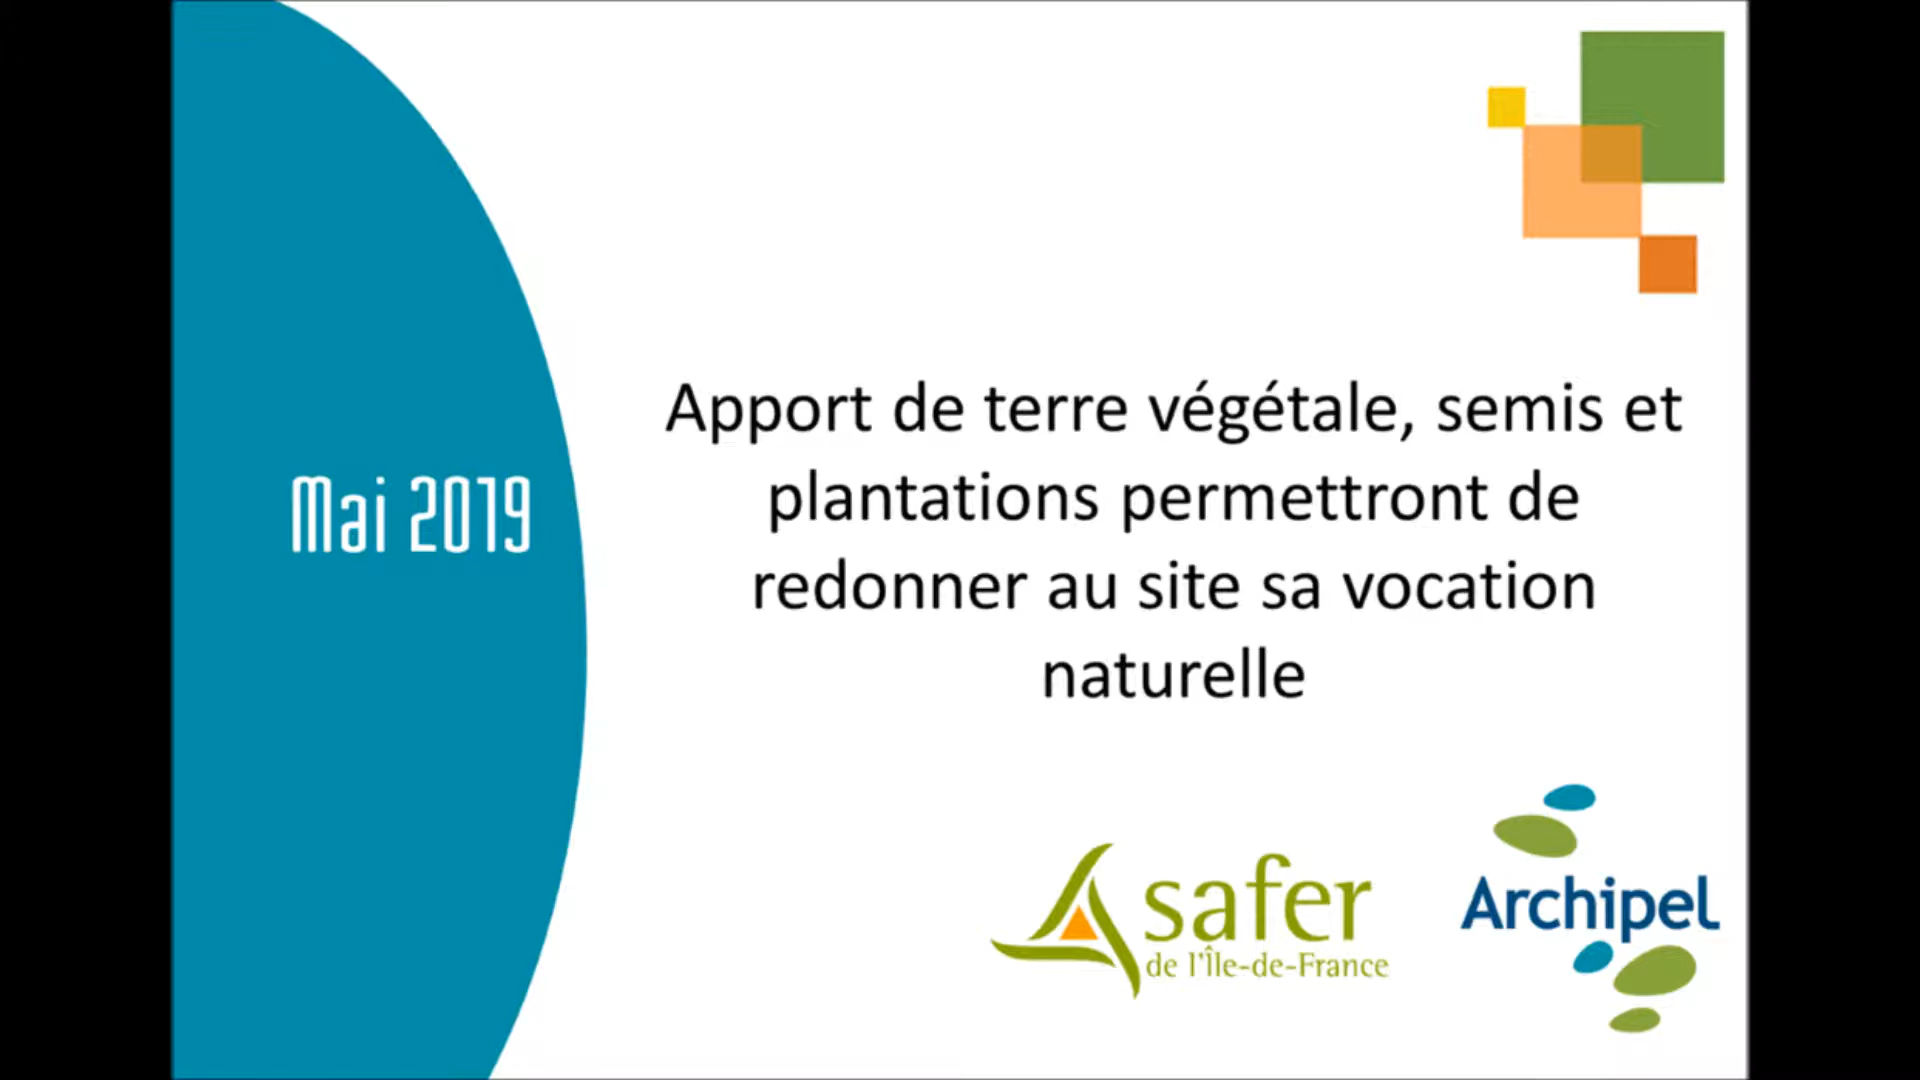 Mai 2019
Apport de terre végétale, semis et
plantations permettront de
redonner au site sa vocation
naturelle
safer
de l'Île-de-France
Archipel